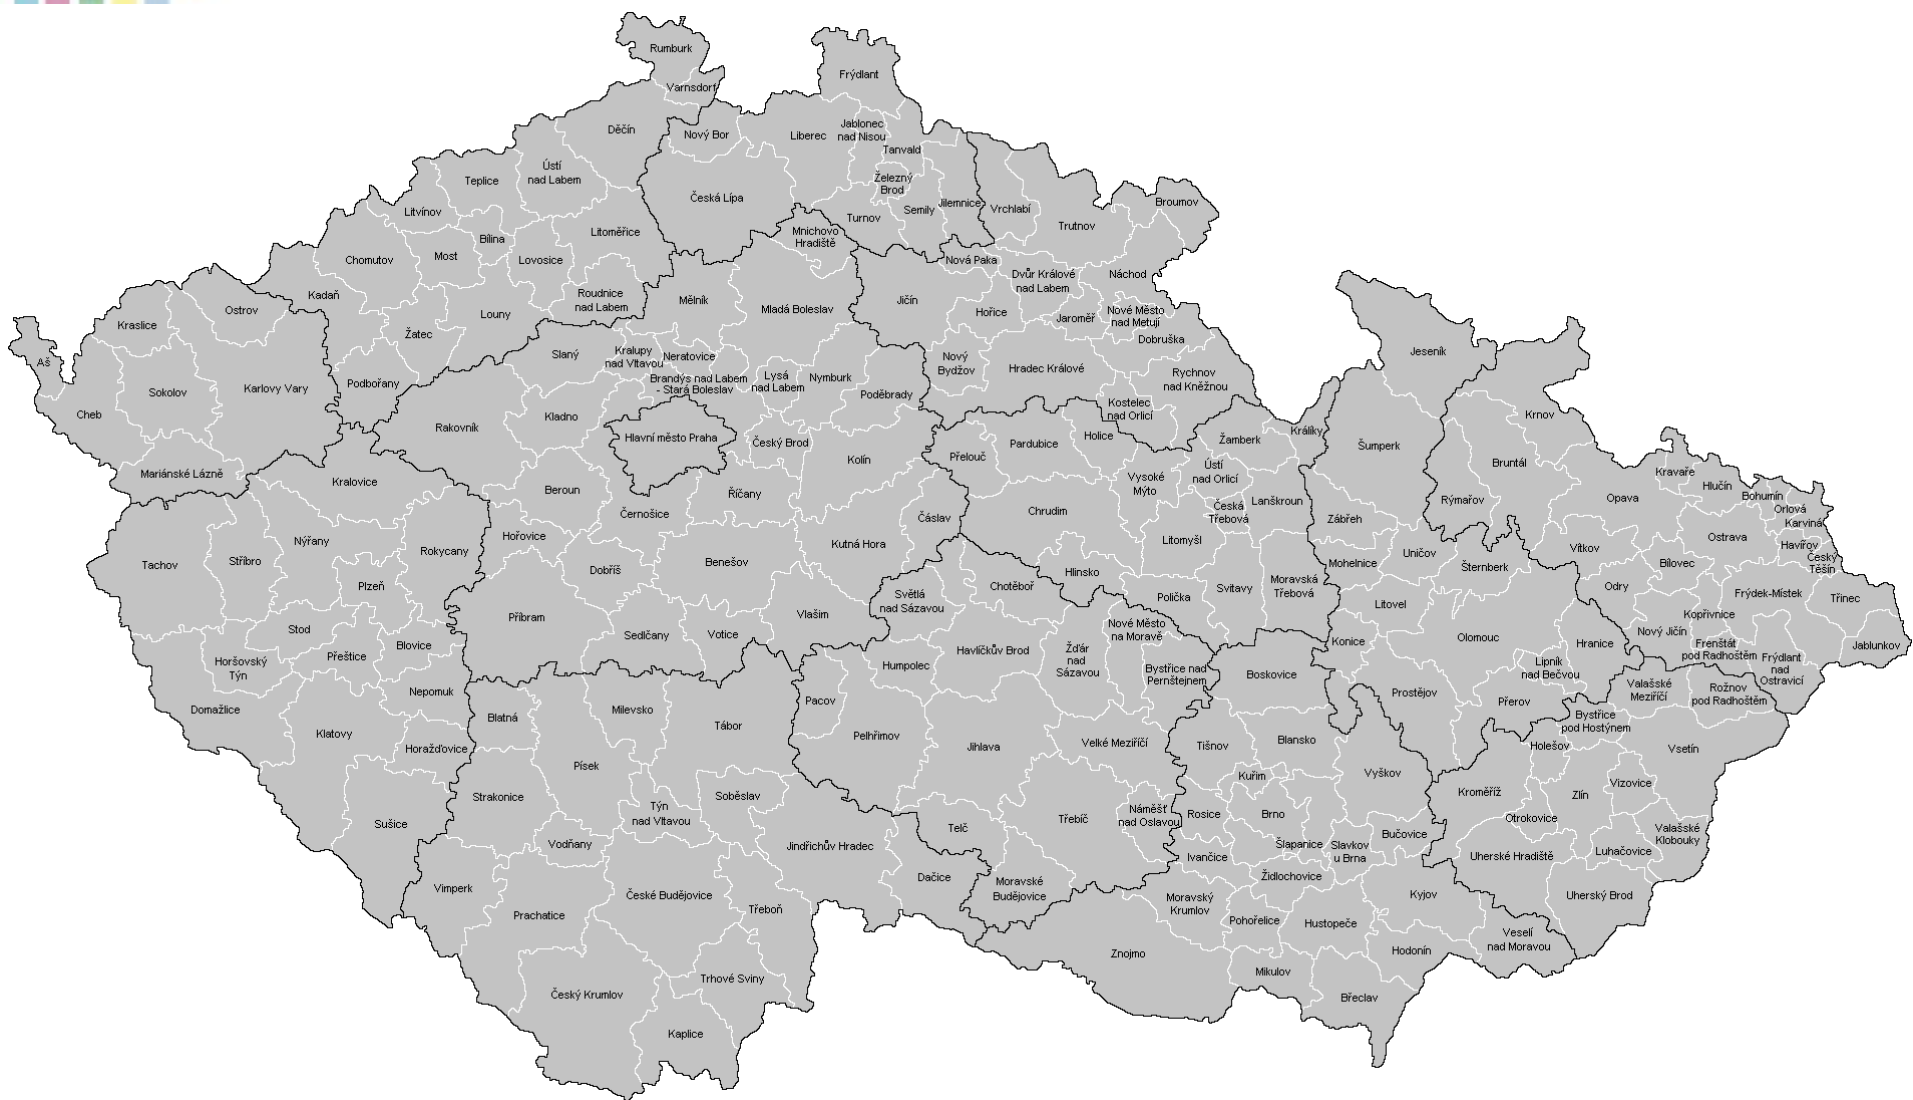 Rumburk
Varnsdorf
Frýdlant
Děčín
Nový Bor
Liberec
Jablonec
nad Nisou
Tanvald
Ústí
nad Labem
Teplice
Česká Lípa
Železný
Brod
Semily
Jilemnice
Turnov
Vrchlabí
Trutnov
Broumov
Litvínov
Bílina
Litoměřice
Mnichovo
Hradiště
Chomutov
Most
Lovosice
Nová Paka
Dvůr Králové
nad Labem
Náchod
Kadaň
Roudnice
nad Labem
Mělník
Mladá Boleslav
Jičín
Hořice
Jaroměř
Nové Město
nad Metují
Dobruška
Ostrov
Kraslice
Louny
Žatec
Aš
Sokolov
Karlovy Vary
Podbořany
Slaný
Kralupy
nad Vltavou
Neratovice
Brandýs nad Labem
- Stará Boleslav
Lysá
nad Labem
Nymburk
Poděbrady
Nový
Bydžov
Hradec Králové
Rychnov
nad Kněžnou
Kostelec
nad Orlicí
Jeseník
Cheb
Rakovník
Kladno
Hlavní město Praha
Český Brod
Kolín
Přelouč
Pardubice
Holice
Žamberk
Králíky
Šumperk
Krnov
Bruntál
Mariánské Lázně
Kralovice
Beroun
Říčany
Černošice
Vysoké
Mýto
Ústí
nad Orlicí
Česká
Třebová
Lanškroun
Rýmařov
Opava
Kravaře
Hlučín
Bohumín
Orlová
Karviná
Havířov
Český
Těšín
Ostrava
Čáslav
Chrudim
Zábřeh
Tachov
Stříbro
Nýřany
Rokycany
Hořovice
Dobříš
Benešov
Kutná Hora
Litomyšl
Svitavy
Moravská
Třebová
Mohelnice
Uničov
Šternberk
Vítkov
Bílovec
Odry
Plzeň
Hlinsko
Chotěboř
Polička
Světlá
nad Sázavou
Litovel
Kopřivnice
Frýdek-Místek
Třinec
Jablunkov
Příbram
Sedlčany
Votice
Vlašim
Stod
Přeštice
Blovice
Nové Město
na Moravě
Havlíčkův Brod
Žďár
nad
Sázavou
Bystřice nad
Pernštejnem
Konice
Olomouc
Hranice
Nový Jičín
Frenštát
pod Radhoštěm
Frýdlant
nad
Ostravicí
Horšovský
Týn
Humpolec
Boskovice
Lipník
nad Bečvou
Valašské
Meziříčí
Rožnov
pod Radhoštěm
Nepomuk
Domažlice
Klatovy
Horažďovice
Blatná
Milevsko
Tábor
Pacov
Pelhřimov
Jihlava
Velké Meziříčí
Tišnov
Blansko
Prostějov
Přerov
Bystřice
pod Hostýnem
Holešov
Vsetín
Písek
Strakonice
Sušice
Týn
nad Vltavou
Soběslav
Vodňany
Jindřichův Hradec
Telč
Třebíč
Náměšť
nad Oslavou
Kuřim
Rosice
Brno
Vyškov
Kroměříž
Zlín
Vizovice
Otrokovice
Valašské
Klobouky
Šlapanice
Slavkov
u Brna
Bučovice
Ivančice
Židlochovice
Uherské Hradiště
Luhačovice
Vimperk
Prachatice
České Budějovice
Třeboň
Dačice
Moravské
Budějovice
Moravský
Krumlov
Pohořelice
Hustopeče
Kyjov
Uherský Brod
Veselí
nad Moravou
Hodonín
Znojmo
Mikulov
Břeclav
Český Krumlov
Trhové Sviny
Kaplice